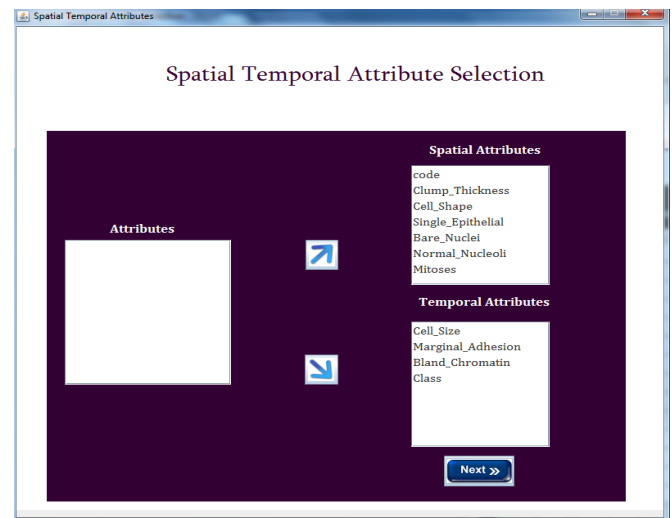 Spatial Temporal Attributes
Spatial Temporal Attribute Selection
Attributes
Spatial Attributes
code
Clump_Thickness
Cell_Shape
Single_Epithelial
Bare_Nuclei
Normal_Nucleoli
Mitoses
Temporal Attributes
Cell_Size
Marginal_Adhesion
Bland_Chromatin
Class
Next »